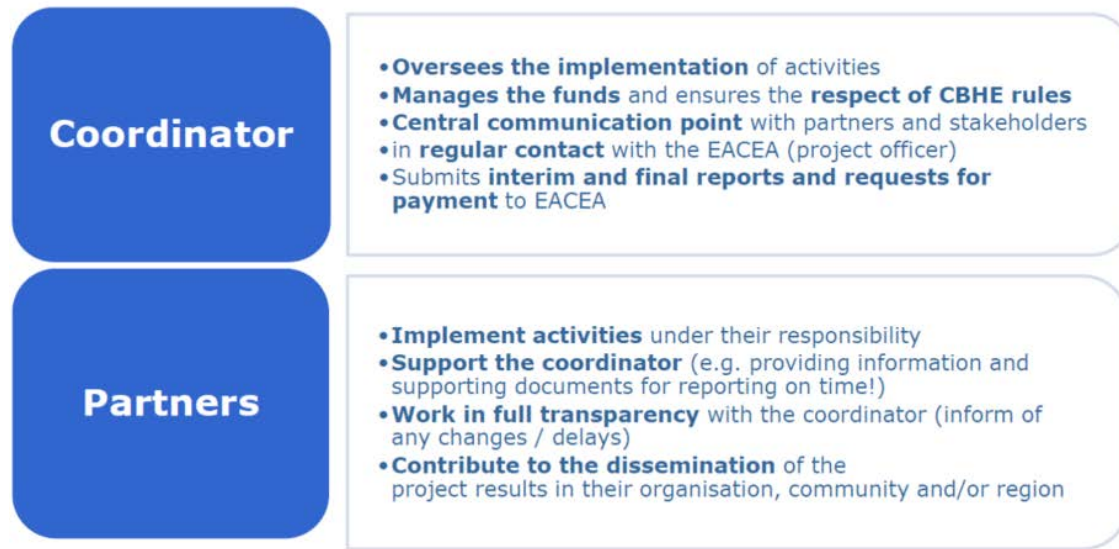 Coordinator
•Oversees the implementation of activities
•Manages the funds and ensures the respect of CBHE rules
•Central communication point with partners and stakeholders
•in regular contact with the EACEA (project officer)
•Submits interim and final reports and requests for
payment to EACEA
Partners
•Implement activities under their responsibility
•Support the coordinator (e.g. providing information and
supporting documents for reporting on time!)
•Work in full transparency with the coordinator (inform of
any changes / delays)
•Contribute to the dissemination of the
project results in their organisation, community and/or region